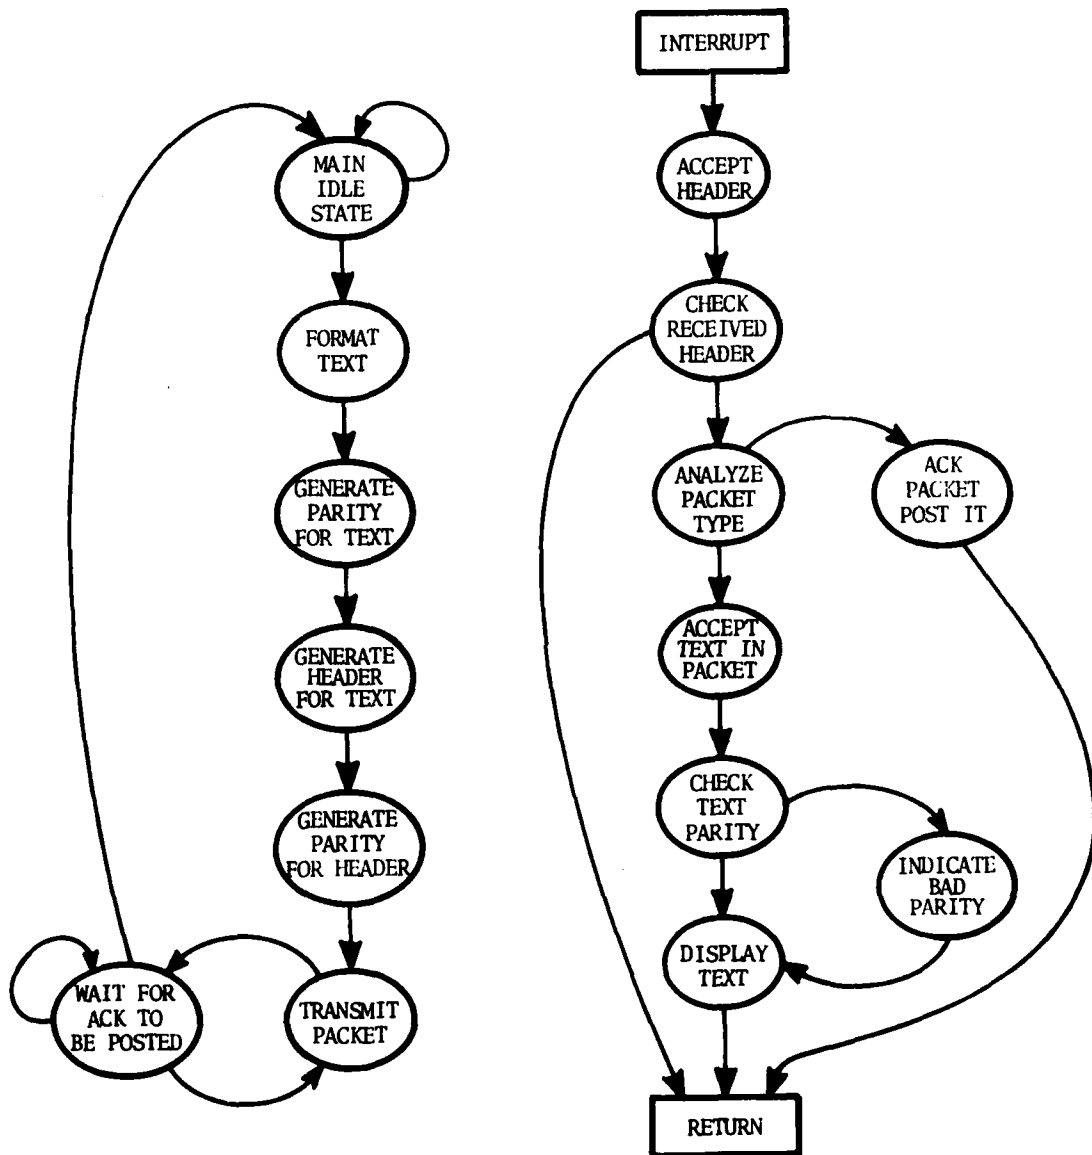 MAIN
IDLE
STATE
FORMAT
TEXT
GENERATE
PARITY
FOR TEXT
GENERATE
HEADER
FOR TEXT
GENERATE
PARITY
FOR HEADER
WAIT FOR
ACK TO
BE POSTED
TRANSMIT
PACKET
INTERRUPT
ACCEPT
HEADER
CHECK
RECEIVED
HEADER
ANALYZE
PACKET
TYPE
ACK
PACKET
POST IT
ACCEPT
TEXT IN
PACKET
CHECK
TEXT
PARITY
INDICATE
BAD
PARITY
DISPLAY
TEXT
RETURN